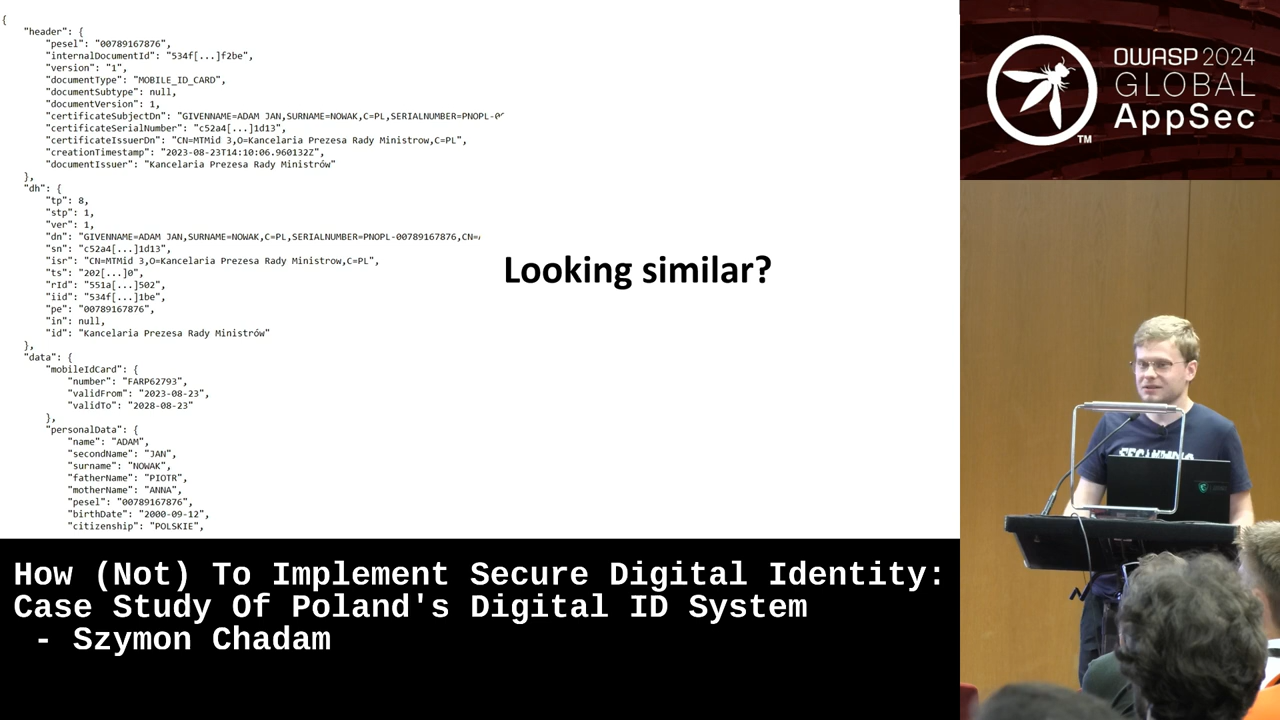 {
"header": {
"pesel": "00789167876",
"internalDocumentId": "534f[...]f2be",
"version": "1",
"documentType": "MOBILE_ID_CARD",
"documentSubtype": null,
"documentVersion": 1,
"certificateSubjectDn": "GIVENNAME=ADAM JAN,SURNAME=NOWAK,C=PL,SERIALNUMBER=PNOPL-0
"certificateSerialNumber": "c52a4[...]1d13",
"certificateIssuerDn": "CN=MTMid 3,O=Kancelaria Prezesa Rady Ministrow,C=PL",
"creationTimestamp": "2023-08-23T14:10:06.960132Z",
"documentIssuer": "Kancelaria Prezesa Rady Ministrów"
},
"dh": {
"tp": 8,
"stp": 1,
"ver": 1,
"dn": "GIVENNAME=ADAM JAN,SURNAME=NOWAK,C=PL,SERIALNUMBER=PNOPL-00789167876,CN=
"sn": "c52a4[...]1d13",
"isr": "CN=MTMid 3,O=Kancelaria Prezesa Rady Ministrow,C=PL",
"ts": "202[...]0",
"rId": "551a[...]502",
"iid": "534f[...]1be",
"pe": "00789167876",
"in": null,
"id": "Kancelaria Prezesa Rady Ministrów"
},
"data": {
"mobileIdCard": {
"number": "FARP62793",
"validFrom": "2023-08-23",
"validTo": "2028-08-23"
},
"personalData": {
"name": "ADAM",
"secondName": "JAN",
"surname": "NOWAK",
"fatherName": "PIOTR",
"motherName": "ANNA",
"pesel": "00789167876",
"birthDate": "2000-09-12",
"citizenship": "POLSKIE",
Looking similar?
OWASP 2024
GLOBAL
AppSec
TM
How (Not) To Implement Secure Digital Identity:
Case Study Of Poland's Digital ID System
- Szymon Chadam